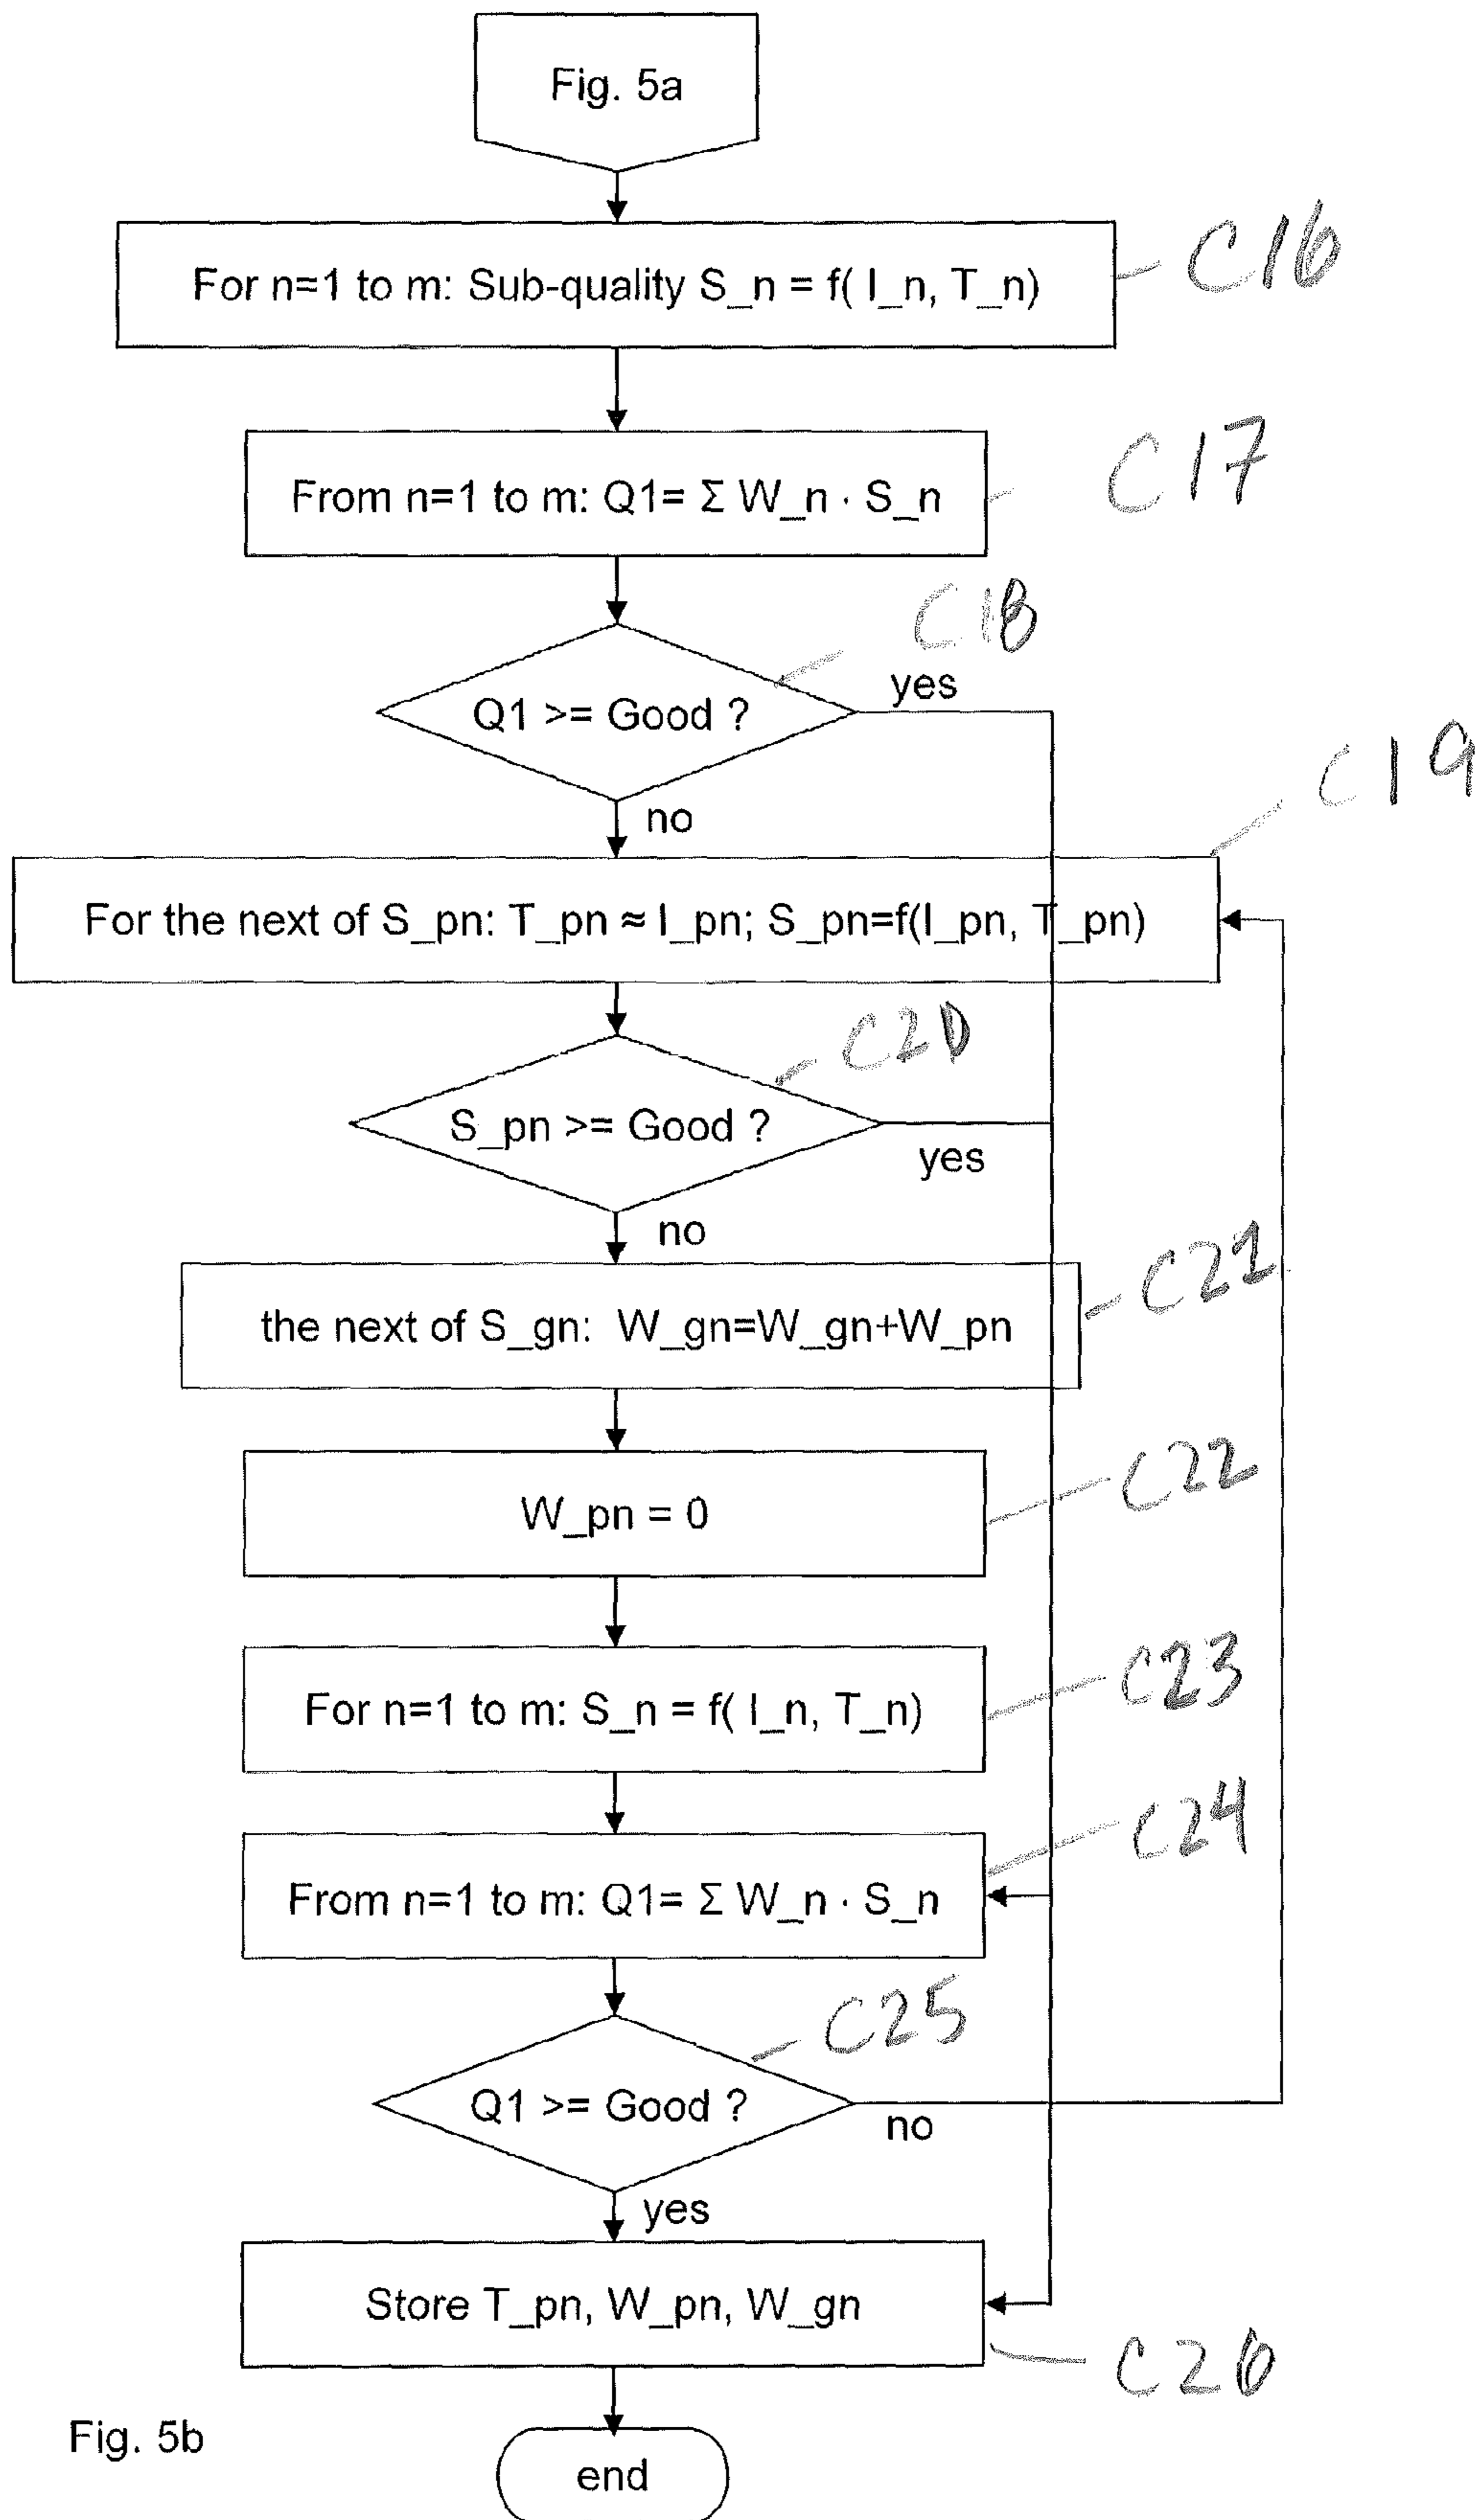 Fig. 5a
For n=1 to m: Sub-quality S_n = f( I_n, T_n)
C16
From n=1 to m: Q1= Σ W_n · S_n
C17
C18
Q1 >= Good ?
yes
no
C19
For the next of S_pn: T_pn ≈ I_pn; S_pn=f(I_pn, T_pn)
C20
S_pn >= Good ?
yes
no
C21
the next of S_gn: W_gn=W_gn+W_pn
C22
W_pn = 0
C23
For n=1 to m: S_n = f( I_n, T_n)
C24
From n=1 to m: Q1= Σ W_n · S_n
C25
Q1 >= Good ?
no
yes
Store T_pn, W_pn, W_gn
C26
Fig. 5b
end